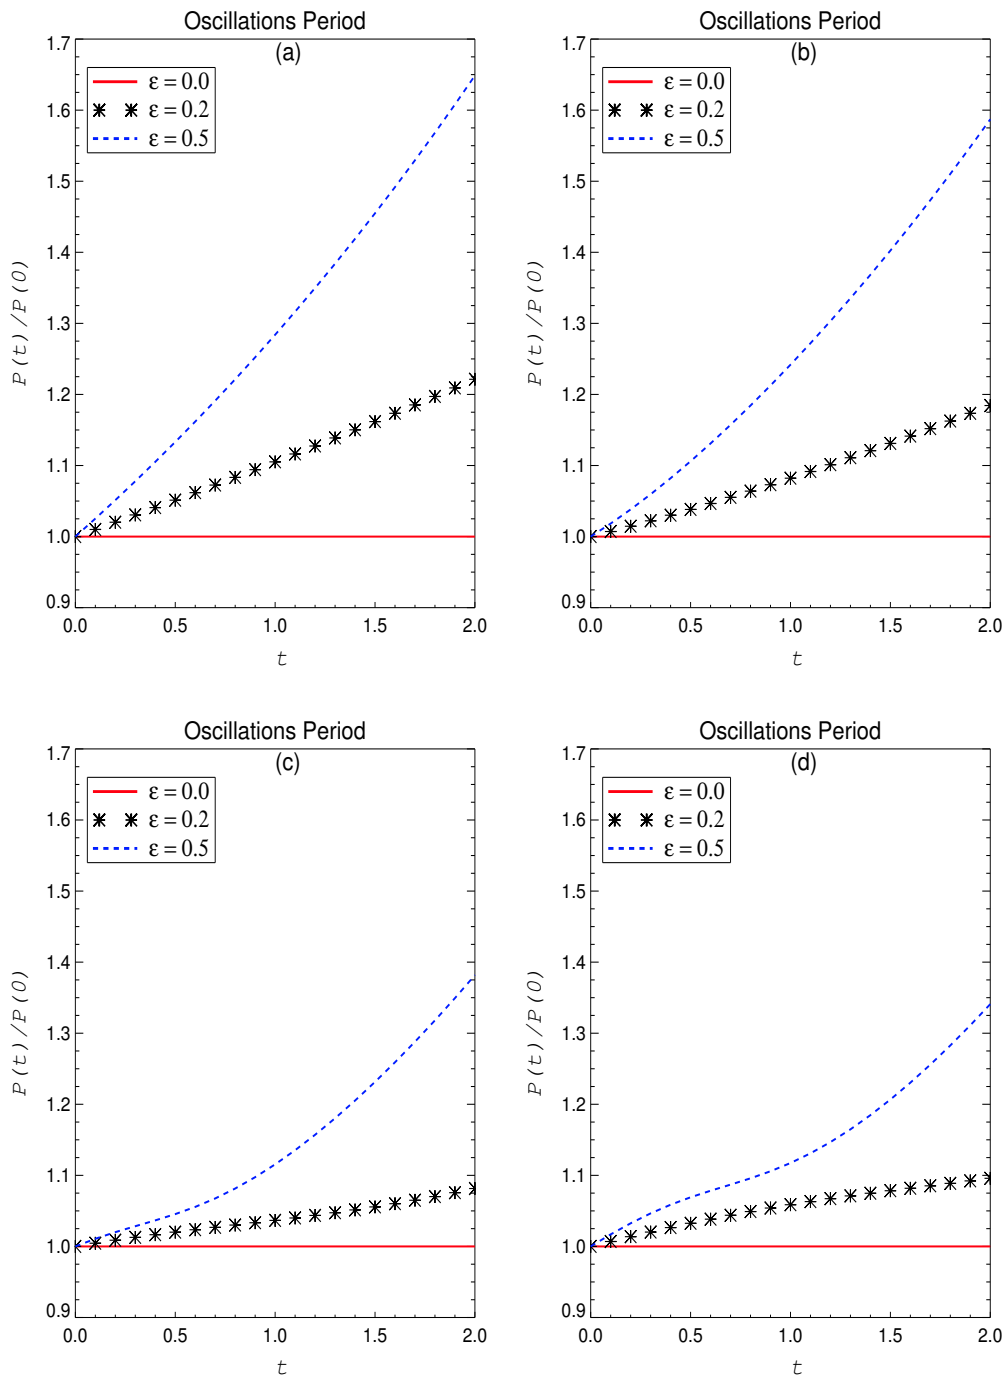 Oscillations Period
(a)
ε = 0.0
ε = 0.2
ε = 0.5
1.7
1.6
1.5
1.4
1.3
1.2
1.1
1.0
0.9
P(t)/P(0)
0.0 0.5 1.0 1.5 2.0
t
Oscillations Period
(b)
ε = 0.0
ε = 0.2
ε = 0.5
1.7
1.6
1.5
1.4
1.3
1.2
1.1
1.0
0.9
P(t)/P(0)
0.0 0.5 1.0 1.5 2.0
t
Oscillations Period
(c)
ε = 0.0
ε = 0.2
ε = 0.5
1.7
1.6
1.5
1.4
1.3
1.2
1.1
1.0
0.9
P(t)/P(0)
0.0 0.5 1.0 1.5 2.0
t
Oscillations Period
(d)
ε = 0.0
ε = 0.2
ε = 0.5
1.7
1.6
1.5
1.4
1.3
1.2
1.1
1.0
0.9
P(t)/P(0)
0.0 0.5 1.0 1.5 2.0
t